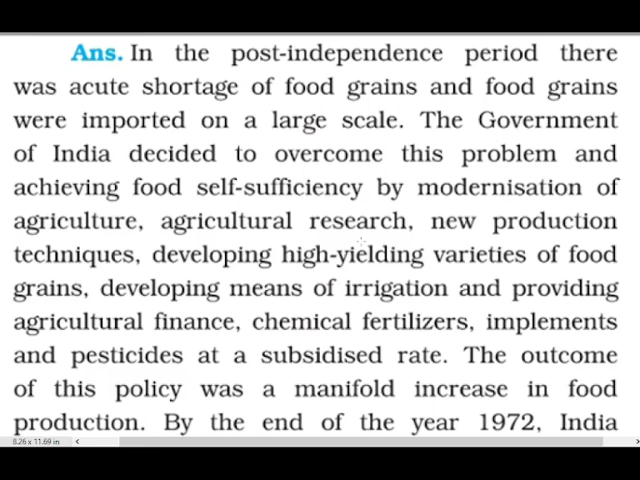 Ans. In the post-independence period there
was acute shortage of food grains and food grains
were imported on a large scale. The Government
of India decided to overcome this problem and
achieving food self-sufficiency by modernisation of
agriculture, agricultural research, new production
techniques, developing high-yielding varieties of food
grains, developing means of irrigation and providing
agricultural finance, chemical fertilizers, implements
and pesticides at a subsidised rate. The outcome
of this policy was a manifold increase in food
production. By the end of the year 1972, India
8.26 x 11.69 in